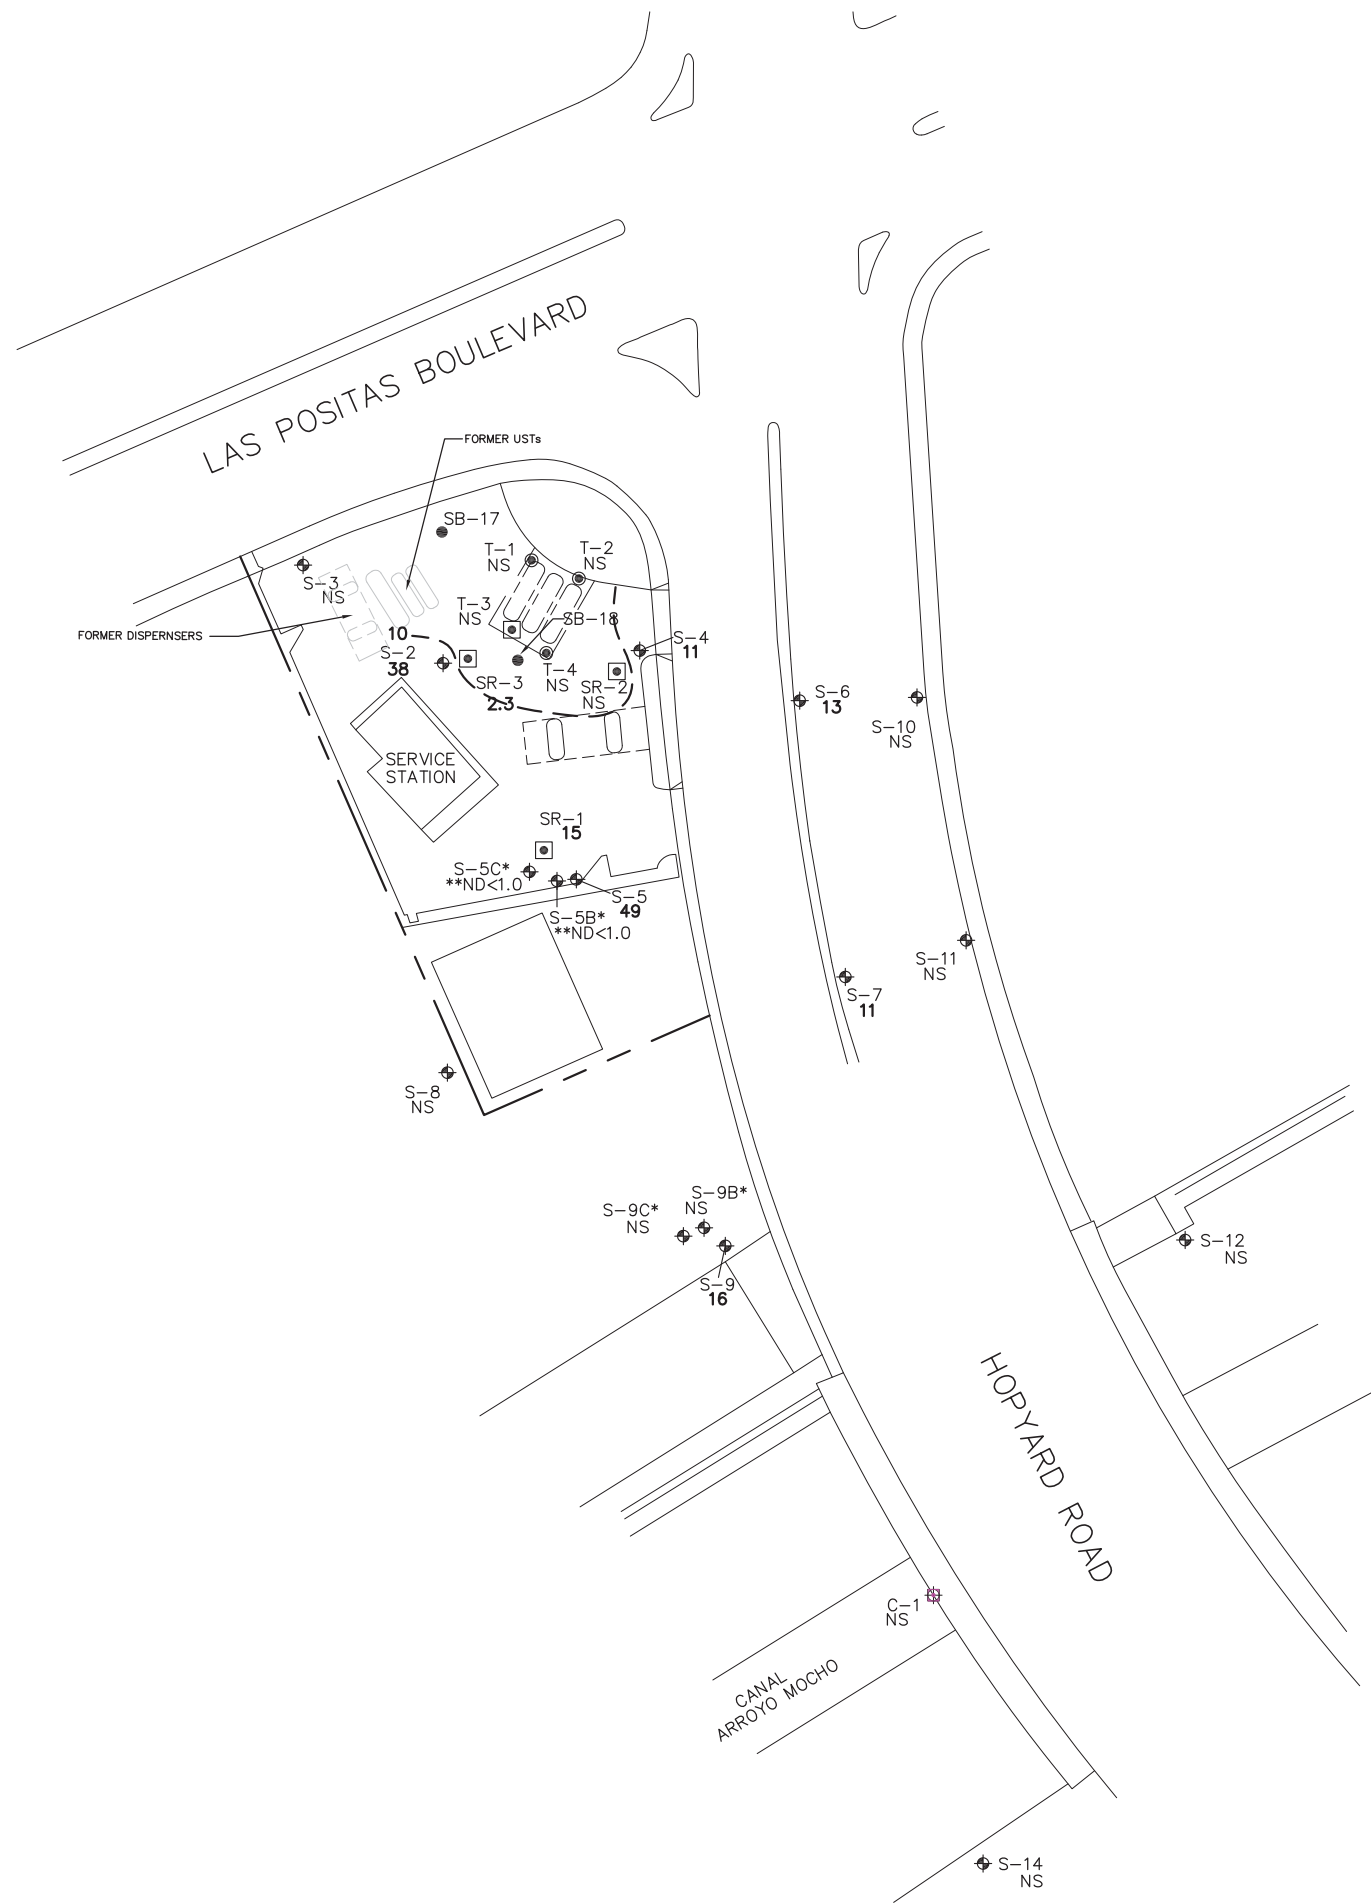 LAS POSITAS BOULEVARD
FORMER USTs
SB-17
T-1
NS
T-2
NS
S-3
NS
T-3
NS
SB-18
FORMER DISPERNSERS
10
S-2
38
S-4
11
T-4
NS
SR-3
2.3
SR-2
NS
S-6
13
S-10
NS
SERVICE
STATION
SR-1
15
S-5C*
**ND<1.0
S-5
49
S-5B*
**ND<1.0
S-11
NS
S-7
11
S-8
NS
S-9B*
NS
S-9C*
NS
S-12
NS
S-9
16
HOPYARD ROAD
C-1
NS
CANAL
ARROYO MOCHO
S-14
NS